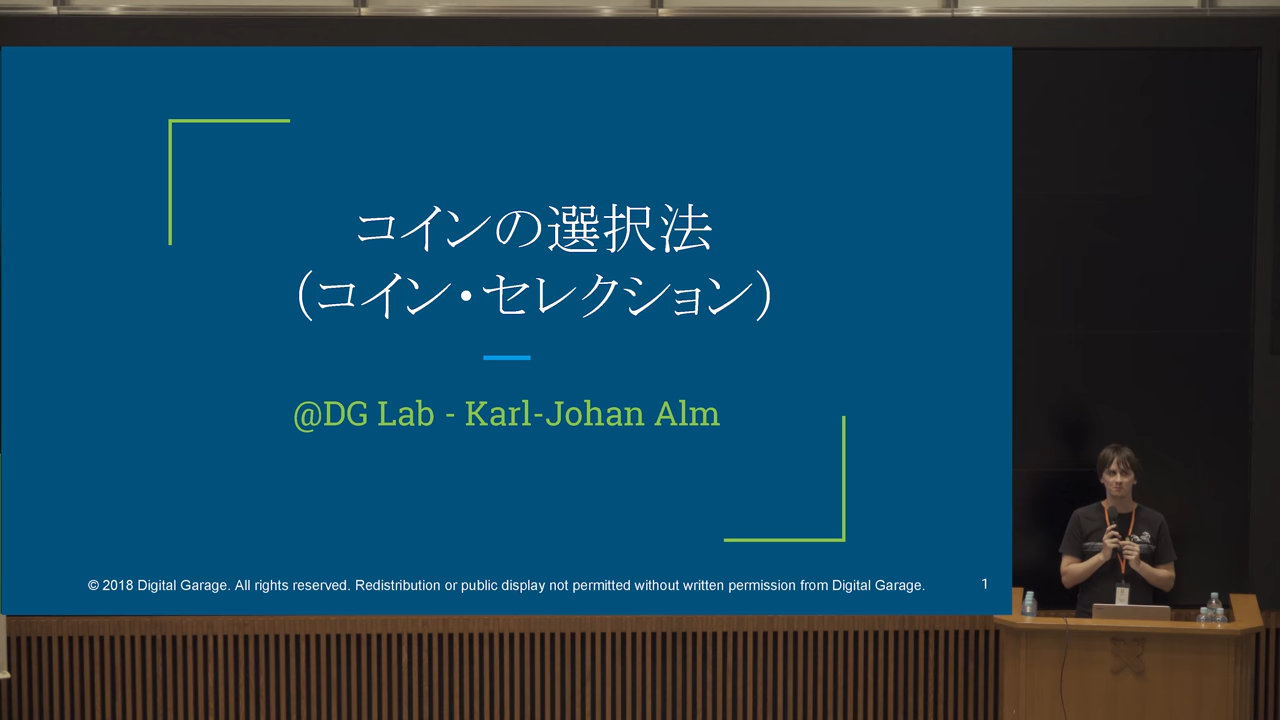 コインの選択法
(コイン・セレクション)
@DG Lab - Karl-Johan Alm
© 2018 Digital Garage. All rights reserved. Redistribution or public display not permitted without written permission from Digital Garage.
1